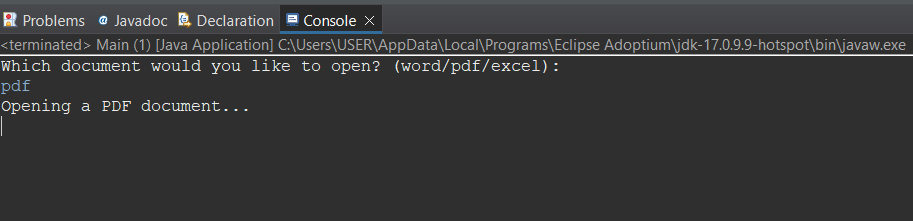 Problems Javadoc Declaration Console
<terminated> Main (1) [Java Application] C:\Users\USER\AppData\Local\Programs\Eclipse Adoptium\jdk-17.0.9.9-hotspot\bin\javaw.exe
Which document would you like to open? (word/pdf/excel):
pdf
Opening a PDF document...